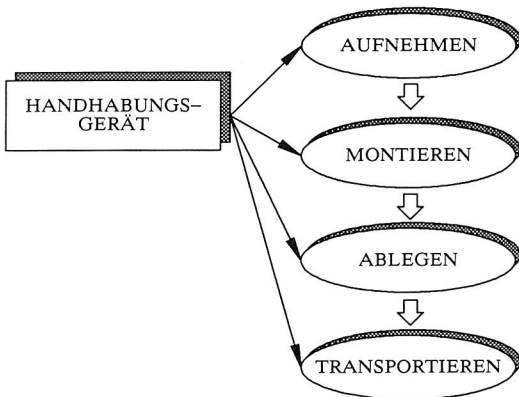 AUFNEHMEN
HANDHABUNGS-
GERÄT
MONTIEREN
ABLEGEN
TRANSPORTIEREN